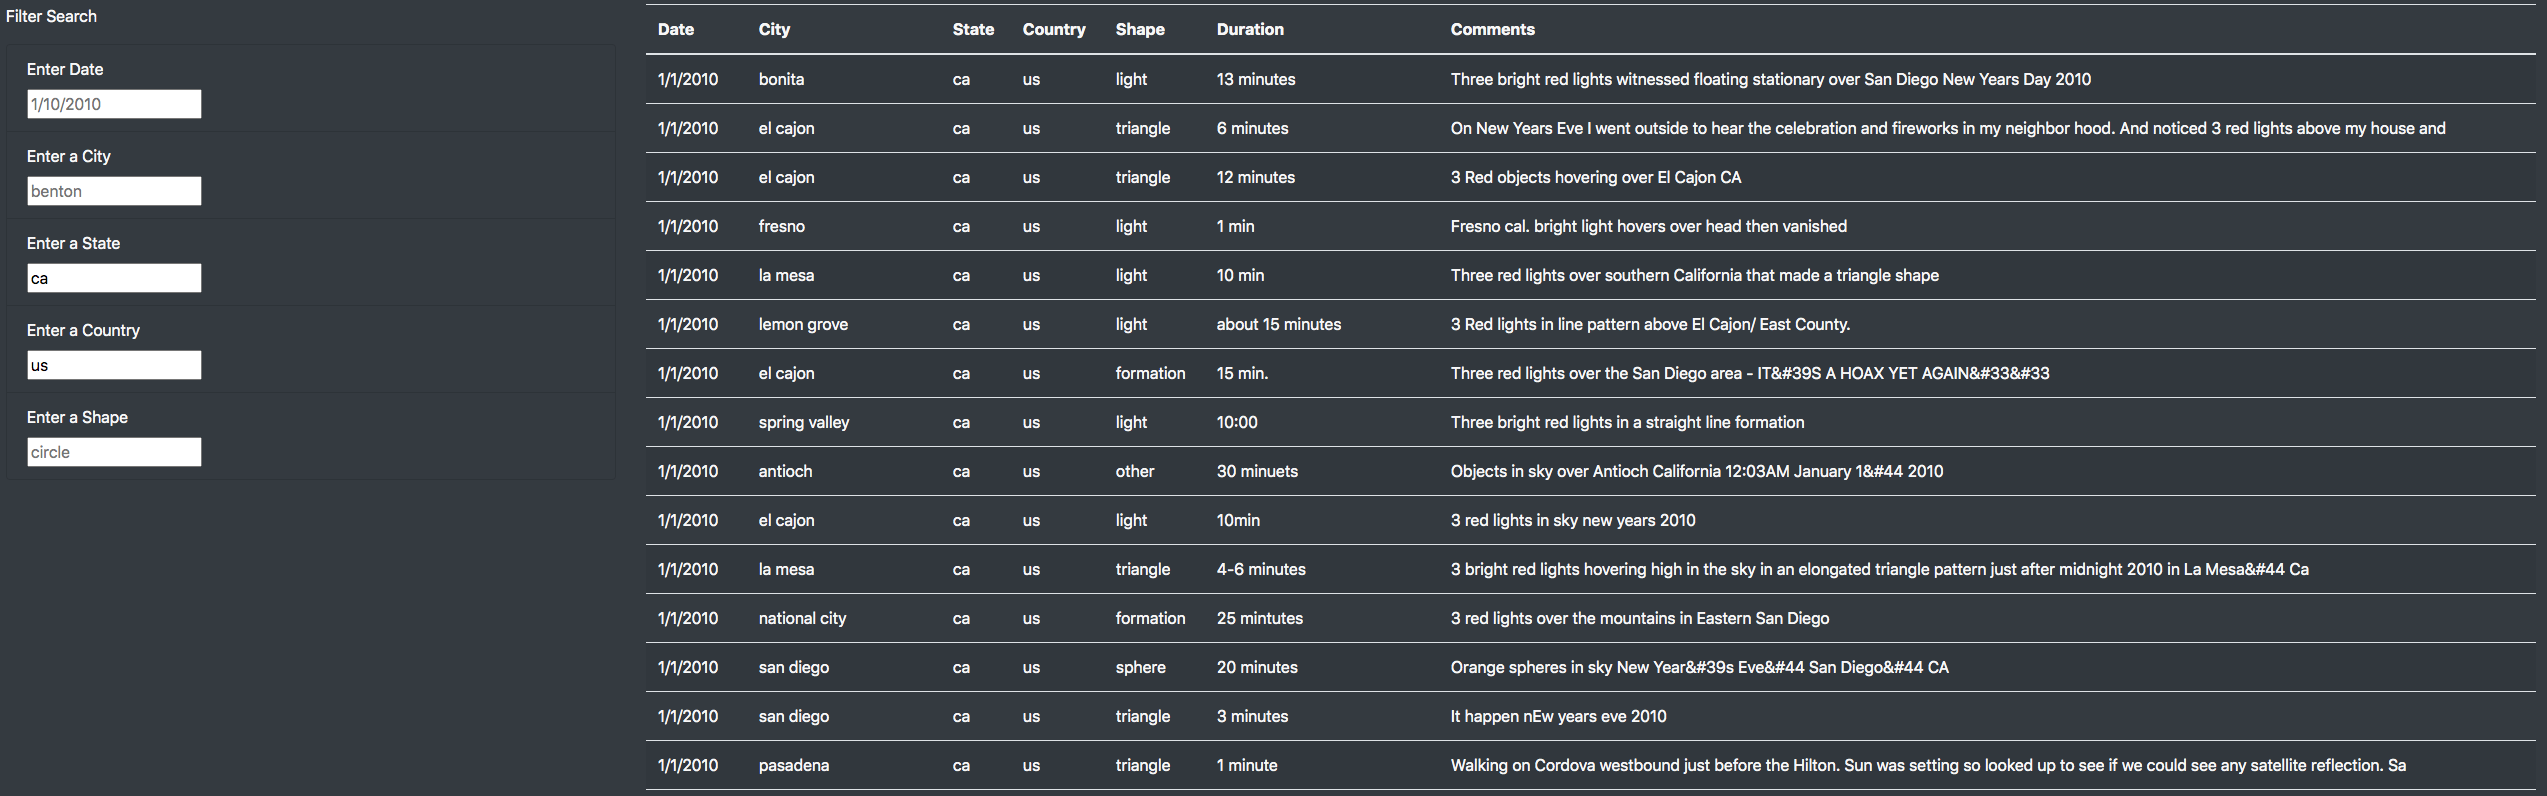 Filter Search
Enter Date
1/10/2010
Enter a City
benton
Enter a State
ca
Enter a Country
us
Enter a Shape
circle
Date City State Country Shape Duration Comments
1/1/2010 bonita ca us light 13 minutes Three bright red lights witnessed floating stationary over San Diego New Years Day 2010
1/1/2010 el cajon ca us triangle 6 minutes On New Years Eve I went outside to hear the celebration and fireworks in my neighbor hood. And noticed 3 red lights above my house and
1/1/2010 el cajon ca us triangle 12 minutes 3 Red objects hovering over El Cajon CA
1/1/2010 fresno ca us light 1 min Fresno cal. bright light hovers over head then vanished
1/1/2010 la mesa ca us light 10 min Three red lights over southern California that made a triangle shape
1/1/2010 lemon grove ca us light about 15 minutes 3 Red lights in line pattern above El Cajon/ East County.
1/1/2010 el cajon ca us formation 15 min. Three red lights over the San Diego area - IT&#39S A HOAX YET AGAIN&#33&#33
1/1/2010 spring valley ca us light 10:00 Three bright red lights in a straight line formation
1/1/2010 antioch ca us other 30 minuets Objects in sky over Antioch California 12:03AM January 1&#44 2010
1/1/2010 el cajon ca us light 10min 3 red lights in sky new years 2010
1/1/2010 la mesa ca us triangle 4-6 minutes 3 bright red lights hovering high in the sky in an elongated triangle pattern just after midnight 2010 in La Mesa&#44 Ca
1/1/2010 national city ca us formation 25 mintutes 3 red lights over the mountains in Eastern San Diego
1/1/2010 san diego ca us sphere 20 minutes Orange spheres in sky New Year&#39s Eve&#44 San Diego&#44 CA
1/1/2010 san diego ca us triangle 3 minutes It happen nEw years eve 2010
1/1/2010 pasadena ca us triangle 1 minute Walking on Cordova westbound just before the Hilton. Sun was setting so looked up to see if we could see any satellite reflection. Sa